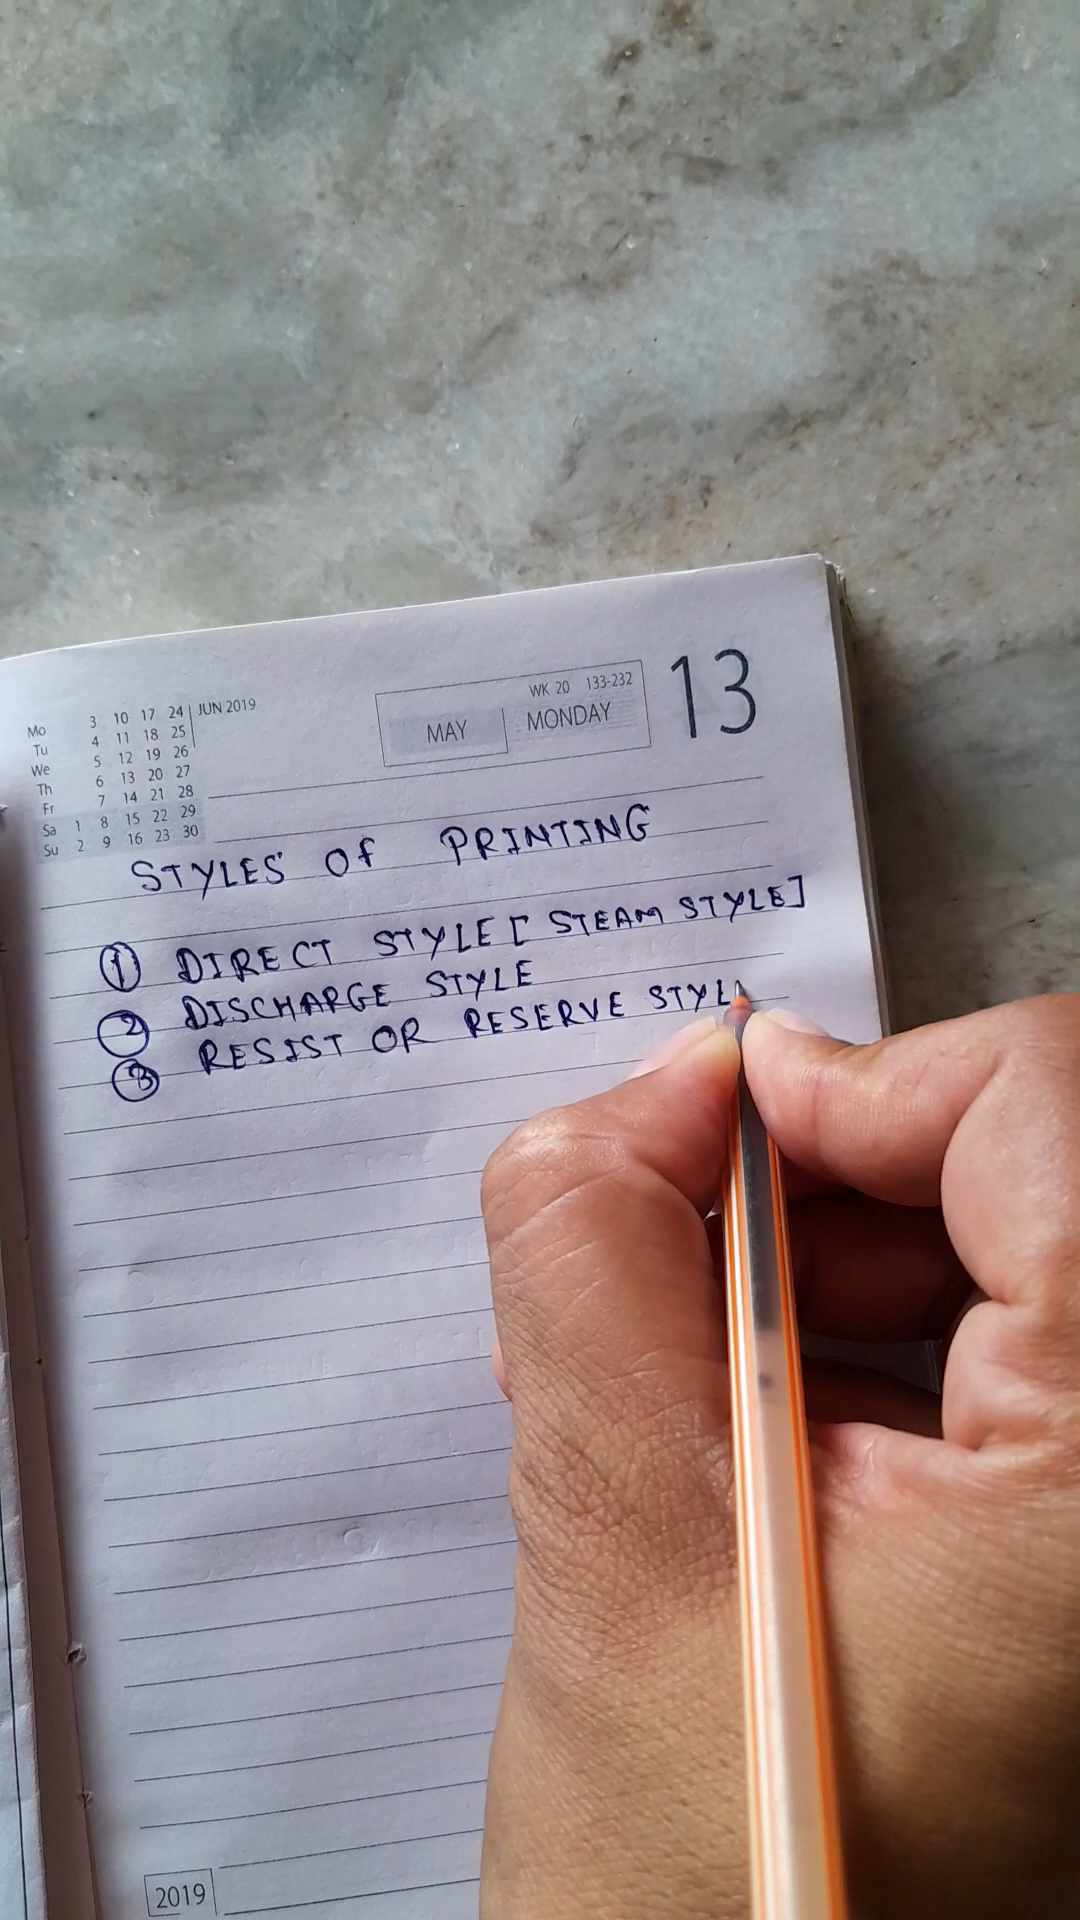 Mo 3 10 17 24 JUN 2019
Tu 4 11 18 25
We 5 12 19 26
Th 6 13 20 27
Fr 7 14 21 28
Sa 1 8 15 22 29
Su 2 9 16 23 30
WK 20 133-232
MAY MONDAY
13
STYLES OF PRINTING
① DIRECT STYLE [STEAM STYLE]
② DISCHARGE STYLE
③ RESIST OR RESERVE STYL
2019